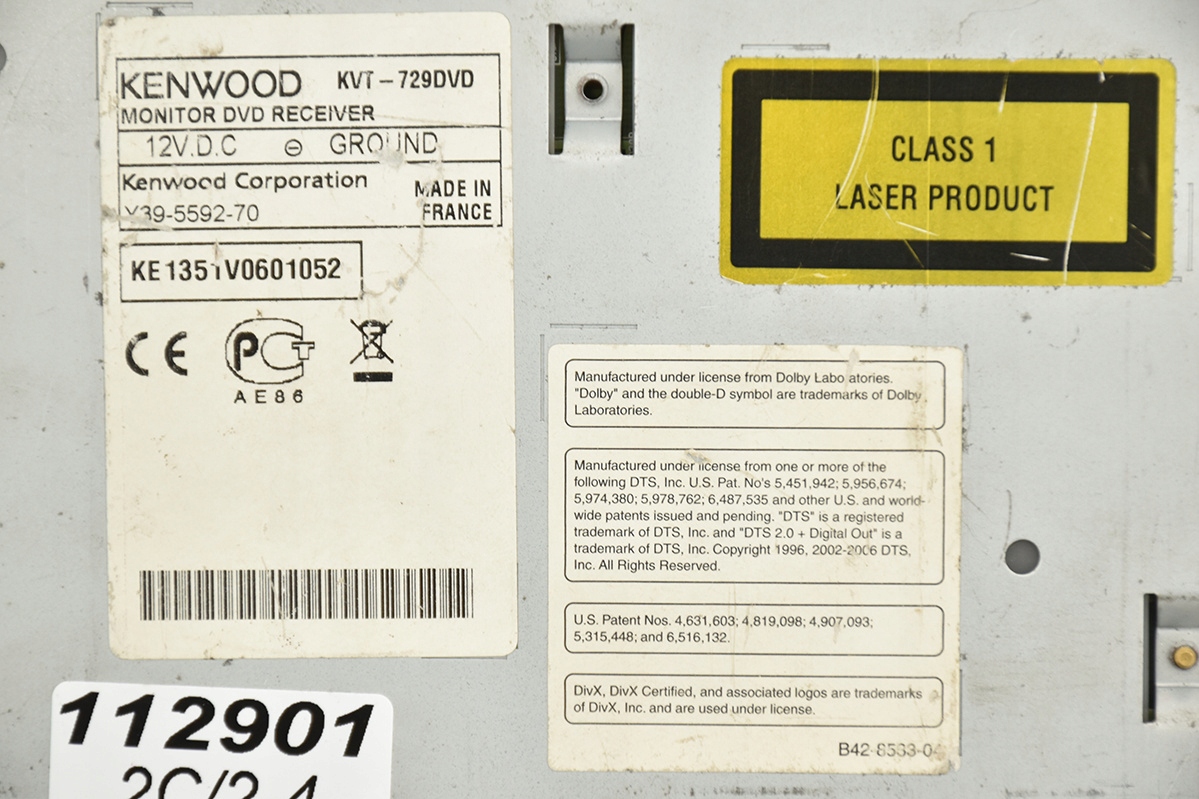 KENWOOD KVT-729DVD
MONITOR DVD RECEIVER
12V.D.C ⊖ GROUND
Kenwood Corporation
MADE IN
Y39-5592-70
FRANCE
KE1351V0601052
CE
PCT
AE86
CLASS 1
LASER PRODUCT
Manufactured under license from Dolby Labo atories.
"Dolby" and the double-D symbol are trademarks of Dolby
Laboratories.
Manufactured under license from one or more of the
following DTS, Inc. U.S. Pat. No's 5,451,942; 5,956,674;
5,974,380; 5,978,762; 6,487,535 and other U.S. and world-
wide patents issued and pending. "DTS" is a registered
trademark of DTS, Inc. and "DTS 2.0 + Digital Out" is a
trademark of DTS, Inc. Copyright 1996, 2002-2006 DTS,
Inc. All Rights Reserved.
U.S. Patent Nos. 4,631,603; 4,819,098; 4,907,093;
5,315,448; and 6,516,132.
DivX, DivX Certified, and associated logos are trademarks
of DivX, Inc. and are used under license.
112901
2C/2.4